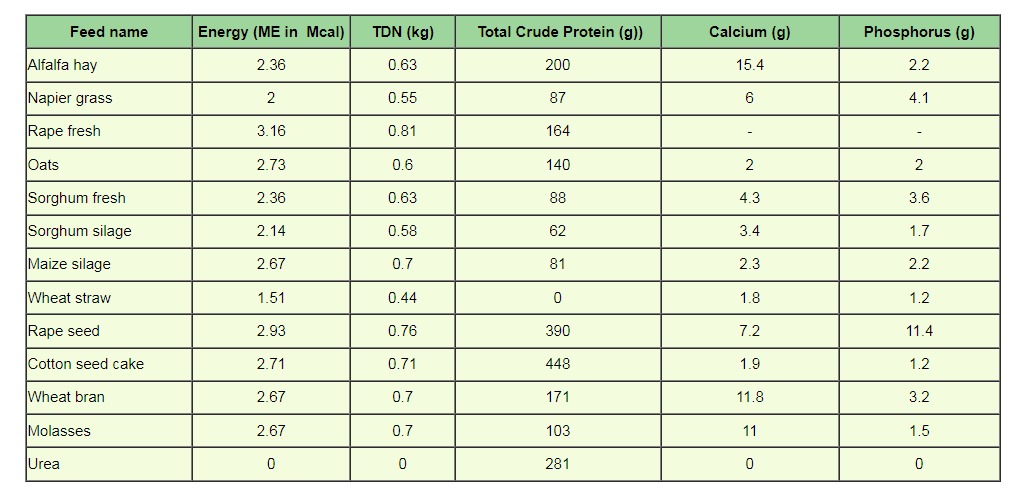 Feed name Energy (ME in Mcal) TDN (kg) Total Crude Protein (g)) Calcium (g) Phosphorus (g)
Alfalfa hay 2.36 0.63 200 15.4 2.2
Napier grass 2 0.55 87 6 4.1
Rape fresh 3.16 0.81 164 - -
Oats 2.73 0.6 140 2 2
Sorghum fresh 2.36 0.63 88 4.3 3.6
Sorghum silage 2.14 0.58 62 3.4 1.7
Maize silage 2.67 0.7 81 2.3 2.2
Wheat straw 1.51 0.44 0 1.8 1.2
Rape seed 2.93 0.76 390 7.2 11.4
Cotton seed cake 2.71 0.71 448 1.9 1.2
Wheat bran 2.67 0.7 171 11.8 3.2
Molasses 2.67 0.7 103 11 1.5
Urea 0 0 281 0 0